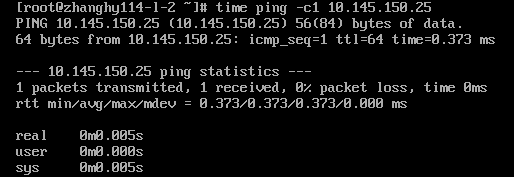 [root@zhanghy114-1-2 ~]# time ping -c1 10.145.150.25
PING 10.145.150.25 (10.145.150.25) 56(84) bytes of data.
64 bytes from 10.145.150.25: icmp_seq=1 ttl=64 time=0.373 ms
--- 10.145.150.25 ping statistics ---
1 packets transmitted, 1 received, 0% packet loss, time 0ms
rtt min/avg/max/mdev = 0.373/0.373/0.373/0.000 ms
real 0m0.005s
user 0m0.000s
sys 0m0.005s